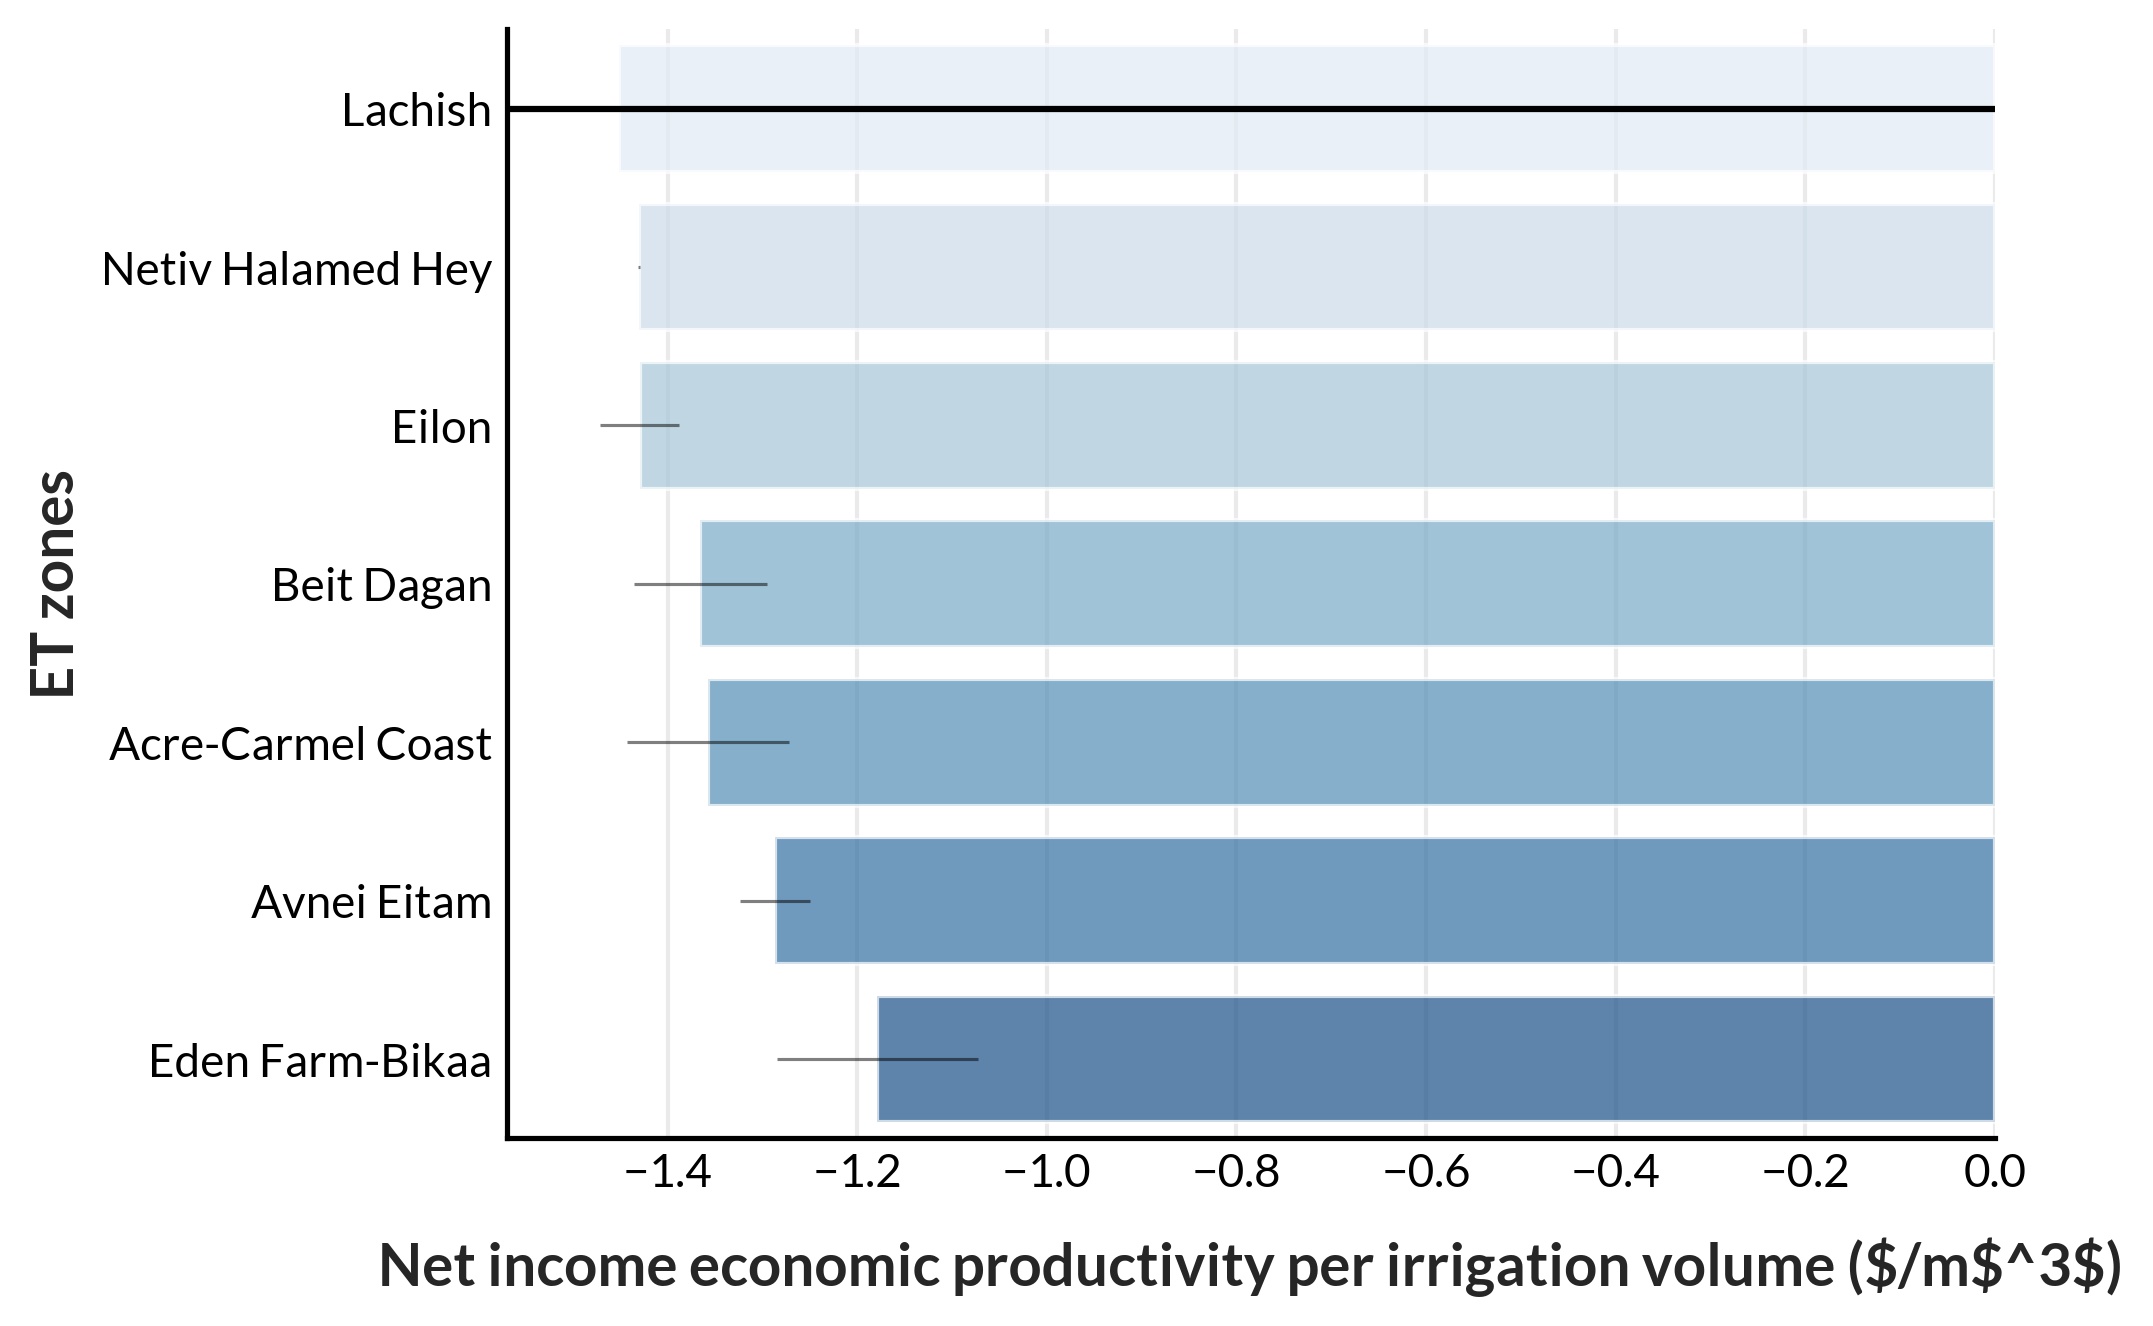 Lachish
Netiv Halamed Hey
Eilon
Beit Dagan
Acre-Carmel Coast
Avnei Eitam
Eden Farm-Bikaa
ET zones
−1.4 −1.2 −1.0 −0.8 −0.6 −0.4 −0.2 0.0
Net income economic productivity per irrigation volume ($/m$^3$)